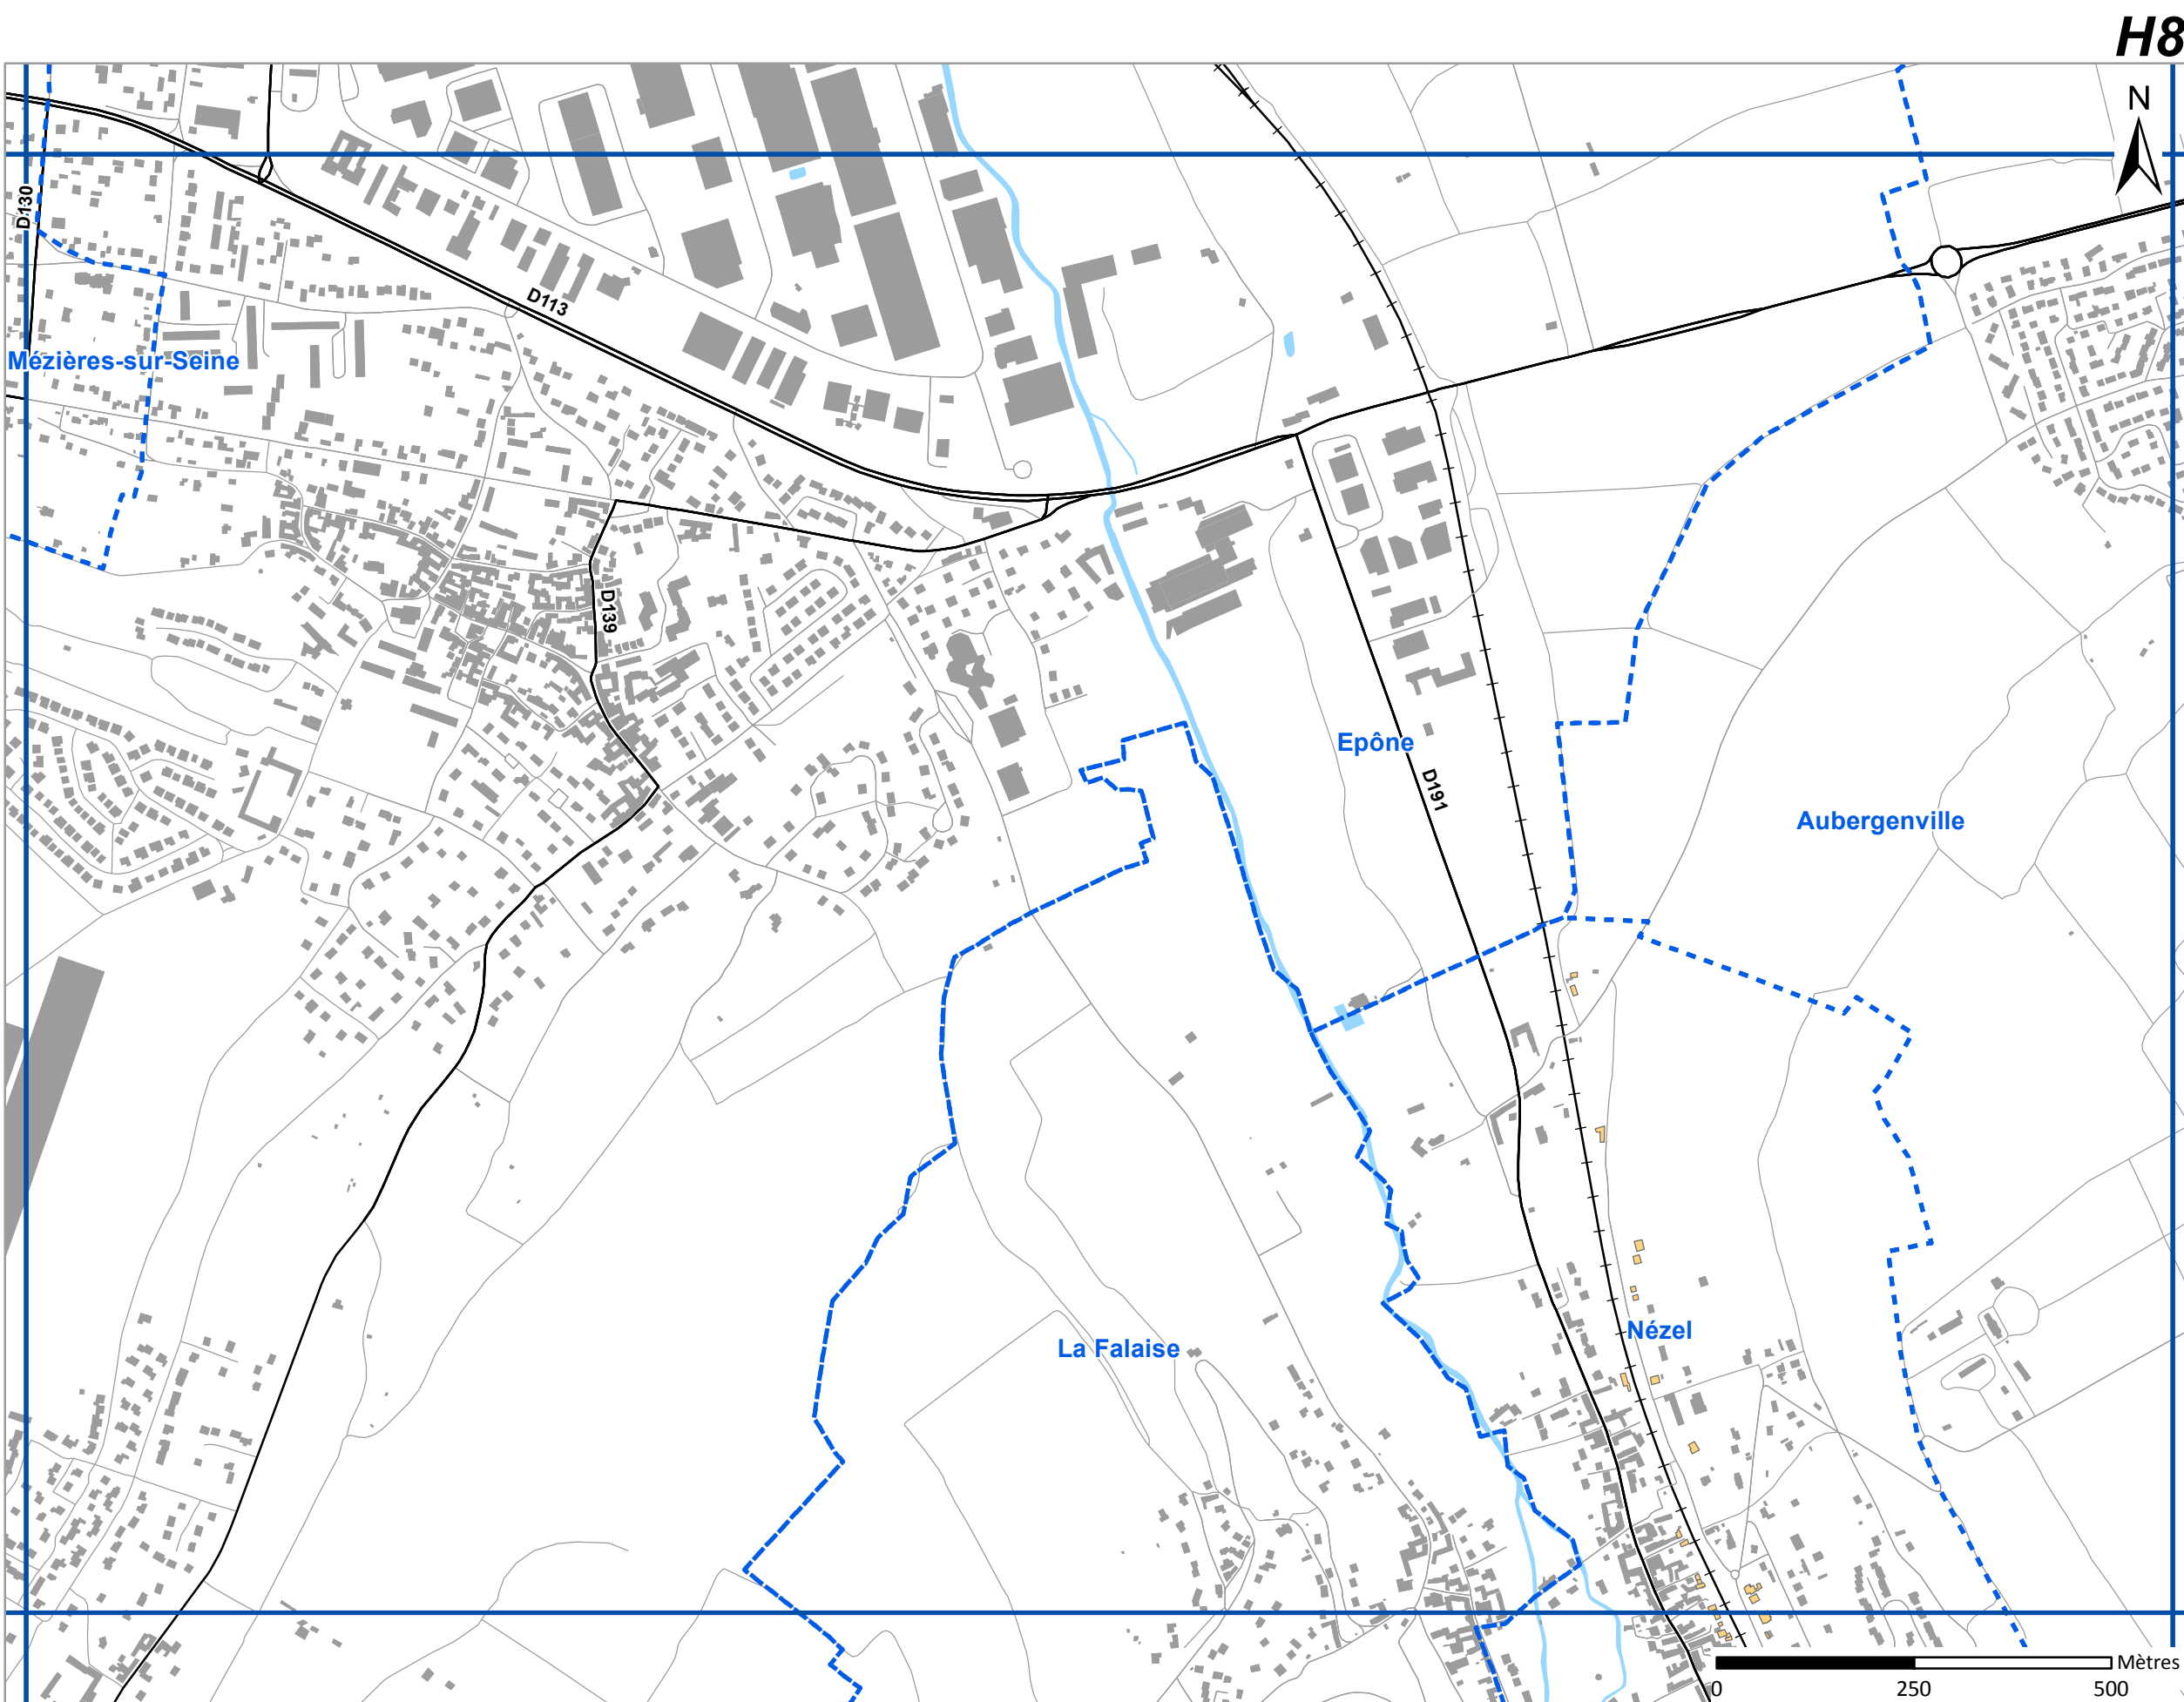 H8
N
D130
D113
Mézières-sur-Seine
D139
Epône
D191
Aubergenville
La Falaise
Nézel
Mètres
0 250 500